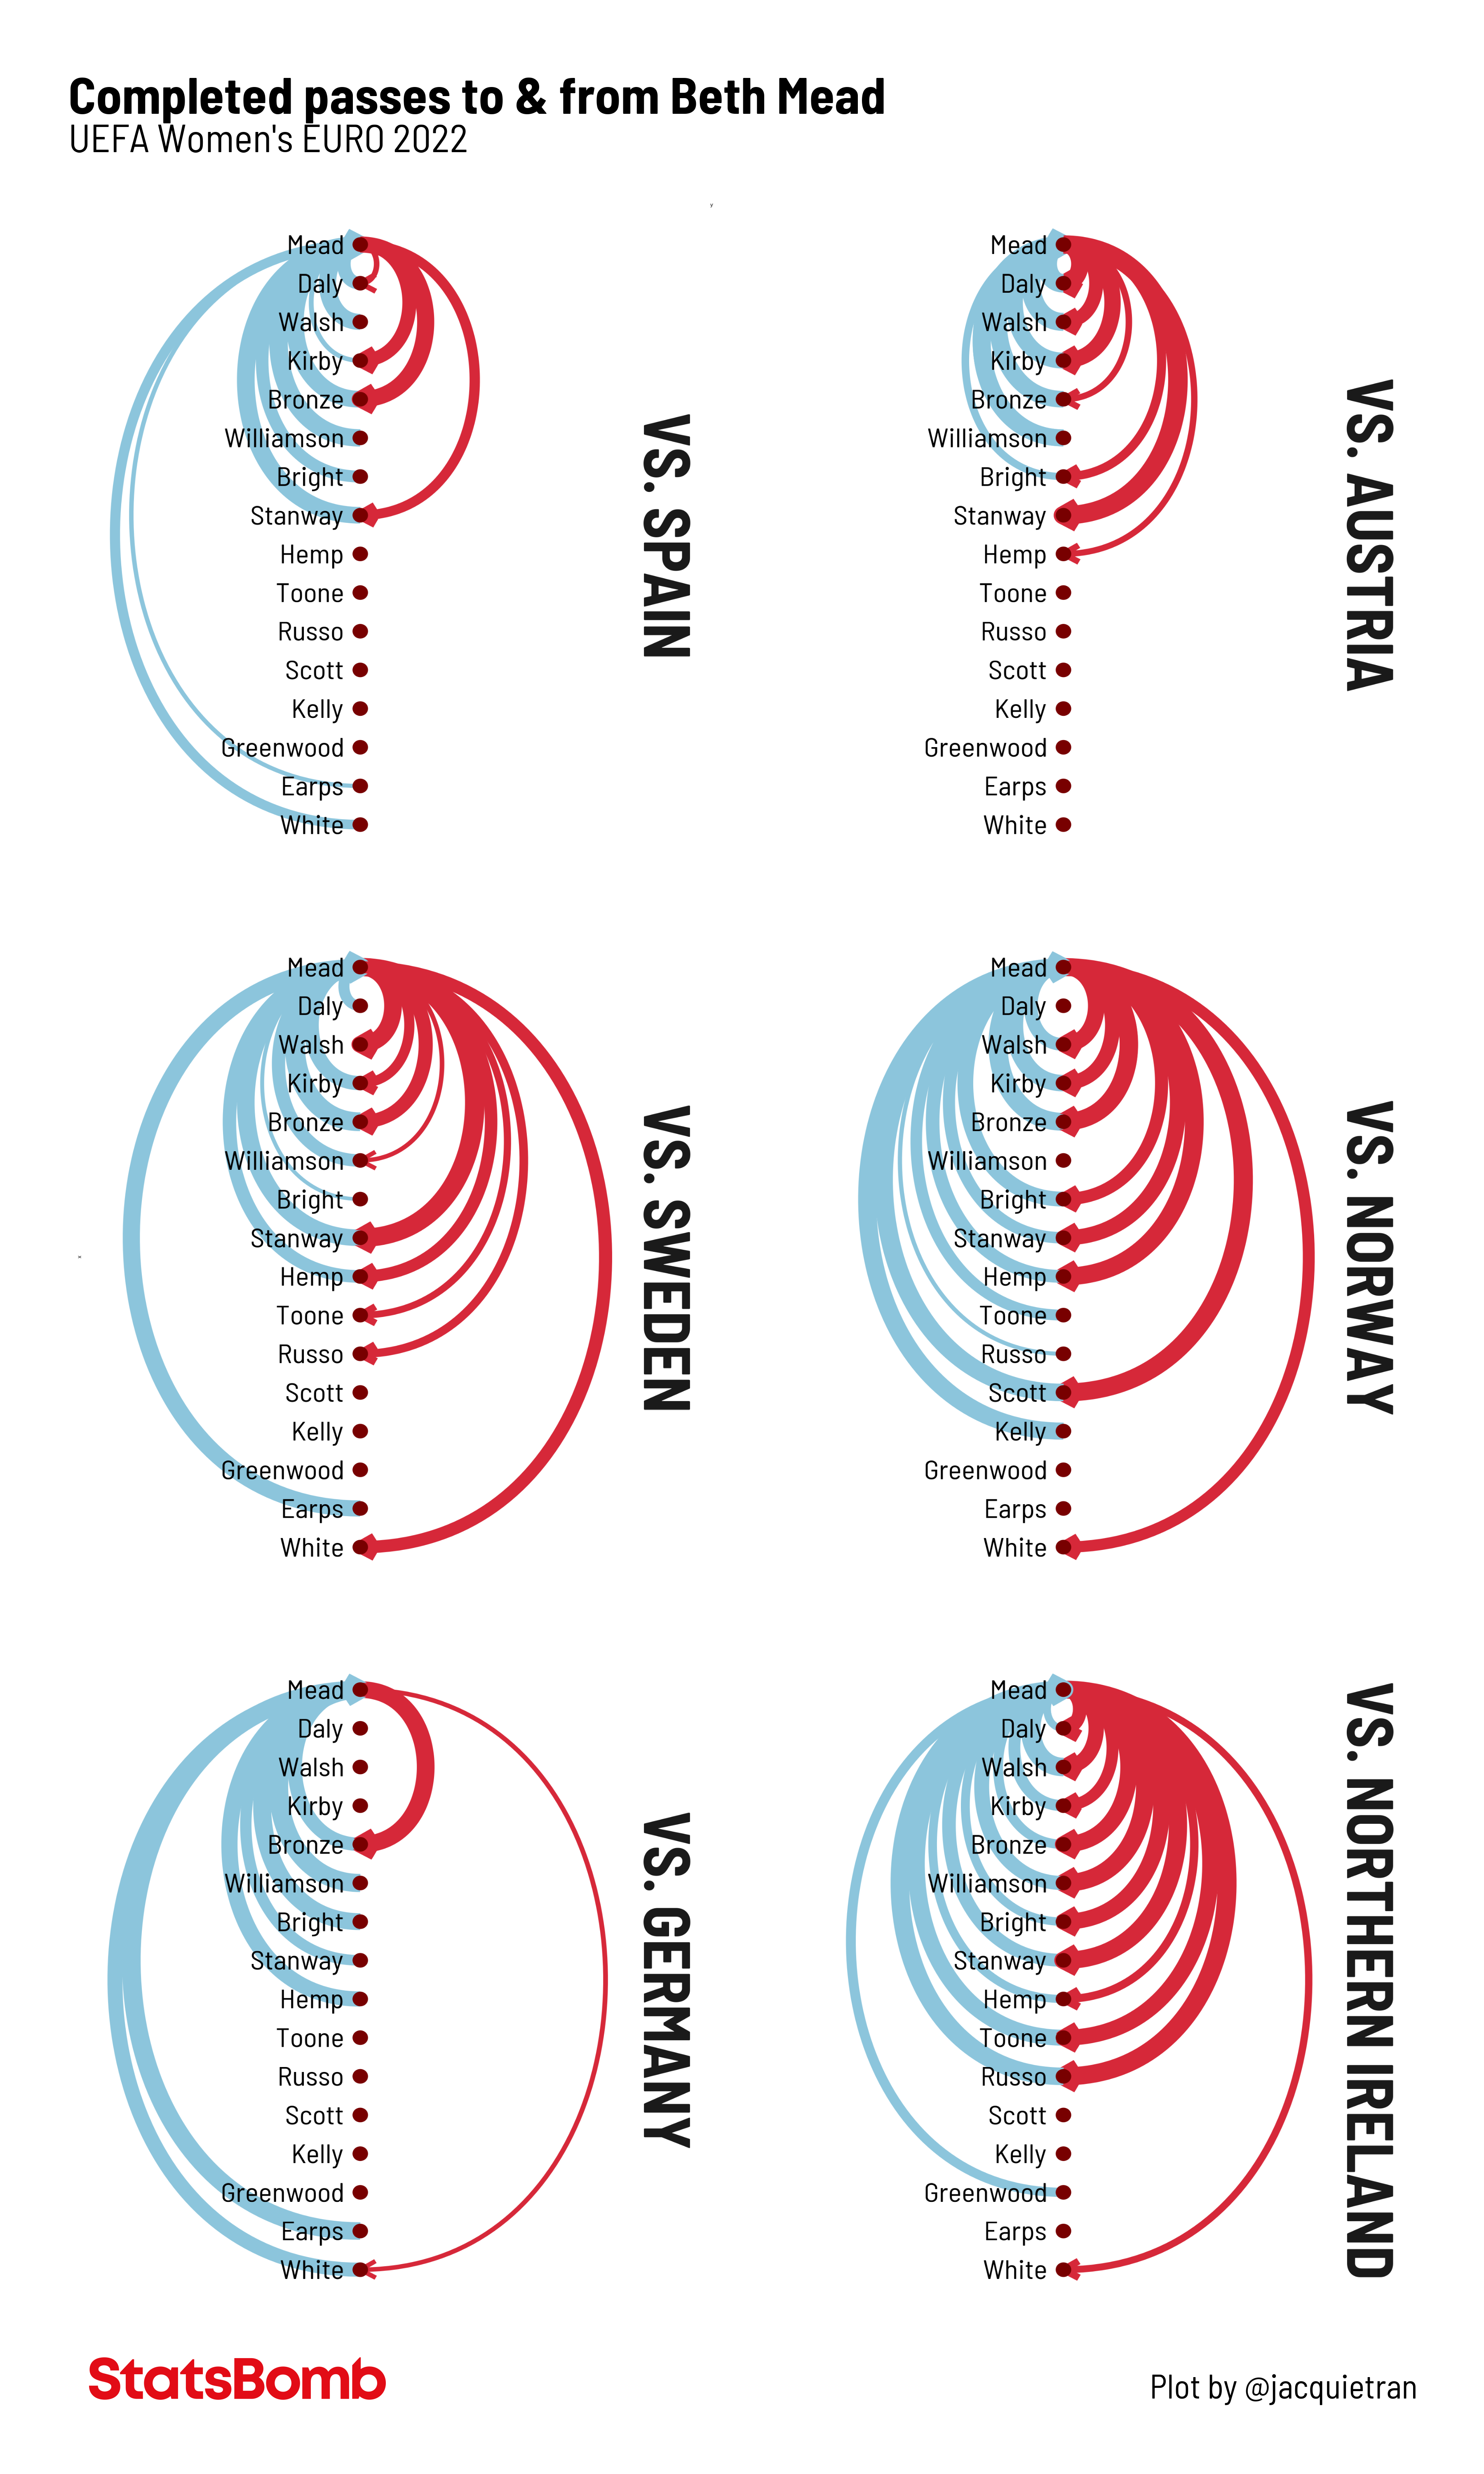 Completed passes to & from Beth Mead
UEFA Women's EURO 2022
y
Mead
Daly
Walsh
Kirby
Bronze
Williamson
Bright
Stanway
Hemp
Toone
Russo
Scott
Kelly
Greenwood
Earps
White
VS. SPAIN
Mead
Daly
Walsh
Kirby
Bronze
Williamson
Bright
Stanway
Hemp
Toone
Russo
Scott
Kelly
Greenwood
Earps
White
VS. AUSTRIA
Mead
Daly
Walsh
Kirby
Bronze
Williamson
Bright
Stanway
Hemp
Toone
Russo
Scott
Kelly
Greenwood
Earps
White
VS. SWEDEN
Mead
Daly
Walsh
Kirby
Bronze
Williamson
Bright
Stanway
Hemp
Toone
Russo
Scott
Kelly
Greenwood
Earps
White
VS. NORWAY
Mead
Daly
Walsh
Kirby
Bronze
Williamson
Bright
Stanway
Hemp
Toone
Russo
Scott
Kelly
Greenwood
Earps
White
VS. GERMANY
Mead
Daly
Walsh
Kirby
Bronze
Williamson
Bright
Stanway
Hemp
Toone
Russo
Scott
Kelly
Greenwood
Earps
White
VS. NORTHERN IRELAND
StatsBomb
Plot by @jacquietran